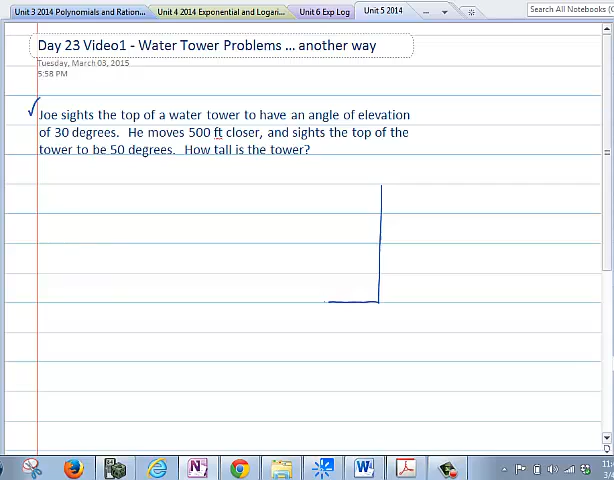 Unit 3 2014 Polynomials and Ration...
Unit 4 2014 Exponential and Logari...
Unit 6 Exp Log
Unit 5 2014
Search All Notebooks (C
Day 23 Video1 - Water Tower Problems ... another way
Tuesday, March 03, 2015
5:58 PM
Joe sights the top of a water tower to have an angle of elevation
of 30 degrees.  He moves 500 ft closer, and sights the top of the
tower to be 50 degrees.  How tall is the tower?